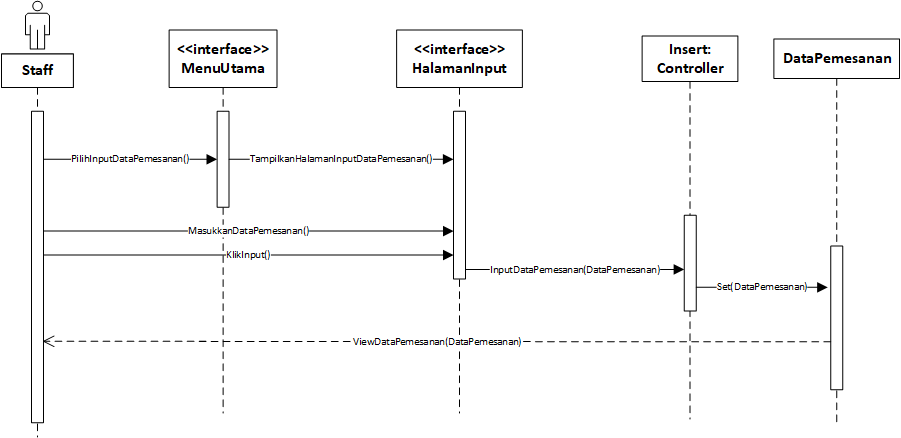 Staff
<<interface>>
MenuUtama
<<interface>>
HalamanInput
Insert:
Controller
DataPemesanan
PilihInputDataPemesanan()
TampilkanHalamanInputDataPemesanan()
MasukkanDataPemesanan()
KlikInput()
InputDataPemesanan(DataPemesanan)
Set(DataPemesanan)
ViewDataPemesanan(DataPemesanan)